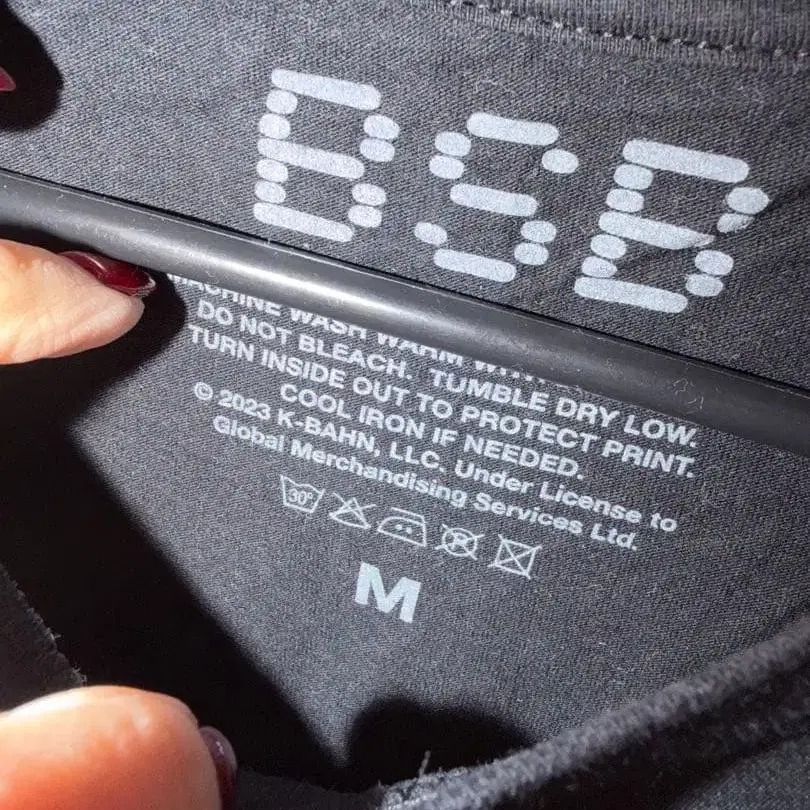 BSB
MACHINE WASH WARM WITH
DO NOT BLEACH. TUMBLE DRY LOW.
TURN INSIDE OUT TO PROTECT PRINT.
COOL IRON IF NEEDED.
© 2023 K-BAHN, LLC. Under License to
Global Merchandising Services Ltd.
30°
P
M